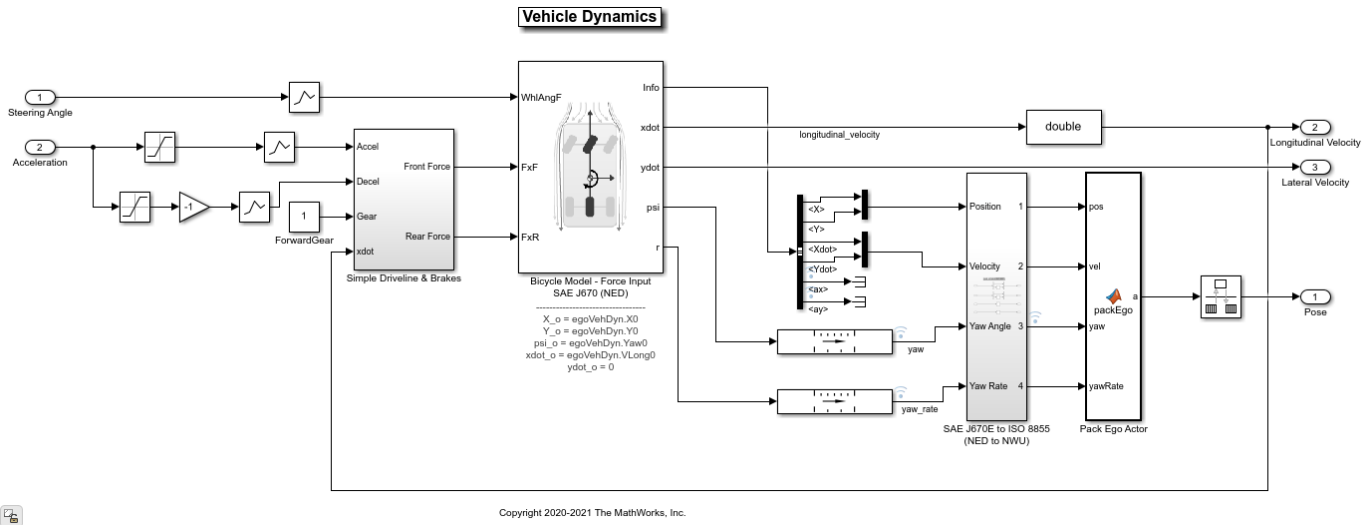 Vehicle Dynamics
1
Steering Angle
2
Acceleration
-1
1
ForwardGear
Accel
Decel
Gear
xdot
Front Force
Rear Force
Simple Driveline & Brakes
WhlAngF
FxF
FxR
Info
xdot
ydot
psi
r
Bicycle Model - Force Input
SAE J670 (NED)
X_o = egoVehDyn.X0
Y_o = egoVehDyn.Y0
psi_o = egoVehDyn.Yaw0
xdot_o = egoVehDyn.VLong0
ydot_o = 0
longitudinal_velocity
double
2
Longitudinal Velocity
3
Lateral Velocity
<X>
<Y>
<Xdot>
<Ydot>
<ax>
<ay>
yaw
yaw_rate
Position 1
Velocity 2
Yaw Angle 3
Yaw Rate 4
SAE J670E to ISO 8855
(NED to NWU)
pos
vel
yaw
yawRate
packEgo
a
Pack Ego Actor
1
Pose
Copyright 2020-2021 The MathWorks, Inc.